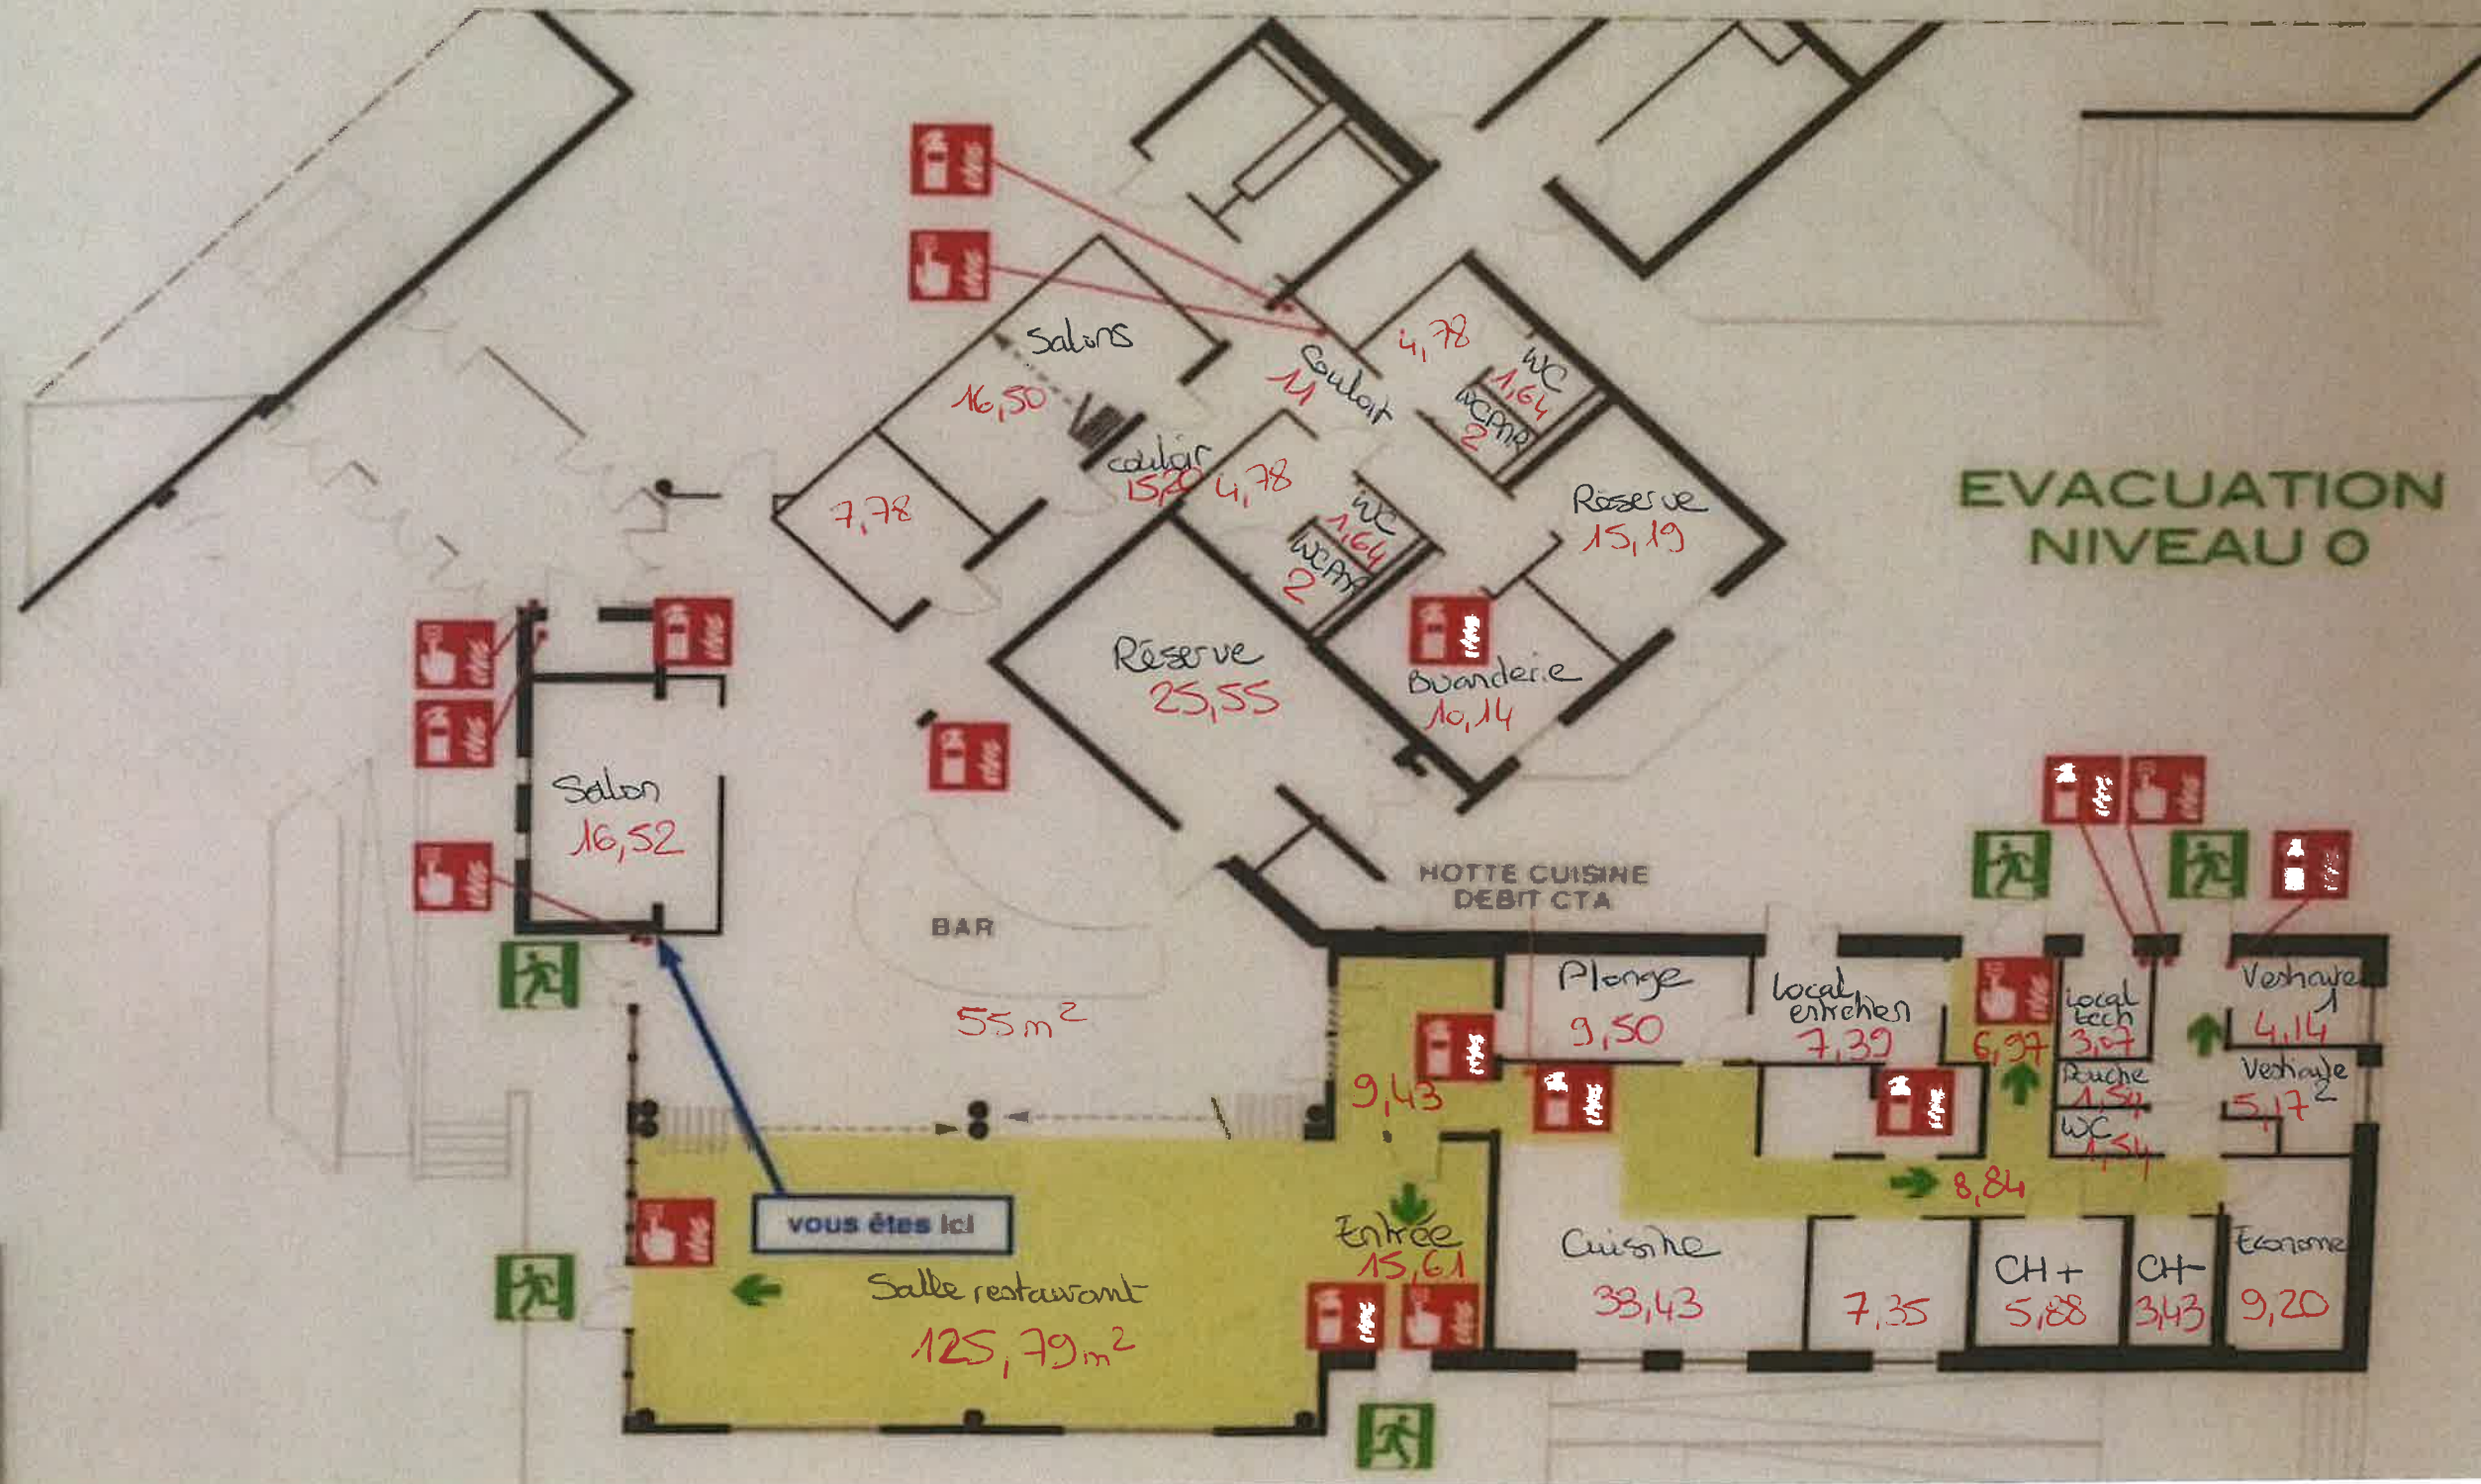 Salons
16,50
7,78
couloir
Couloir
11
4,78
WC
1,64
WCPMR
2
4,78
WC
1,64
WCPMR
2
Réserve
15,19
EVACUATION
NIVEAU 0
Réserve
25,55
Buanderie
10,14
Salon
16,52
BAR
55m²
HOTTE CUISINE
DEBIT CTA
Plonge
9,50
Local
entretien
7,39
6,97
Local
tech
3,07
Vestiaire
1
4,14
Douche
1,54
Vestiaire
2
5,17
WC
1,54
9,43
8,84
vous êtes ici
Salle restaurant
125,79m²
Entrée
15,61
Cuisine
33,43
7,35
CH+
5,88
CH-
3,43
Econome
9,20